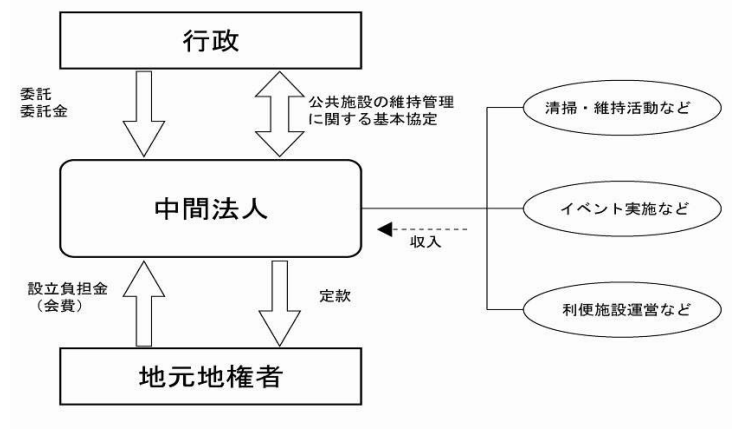 行政
委託
委託金
公共施設の維持管理
に関する基本協定
清掃・維持活動など
中間法人
イベント実施など
収入
設立負担金
(会費)
定款
利便施設運営など
地元地権者